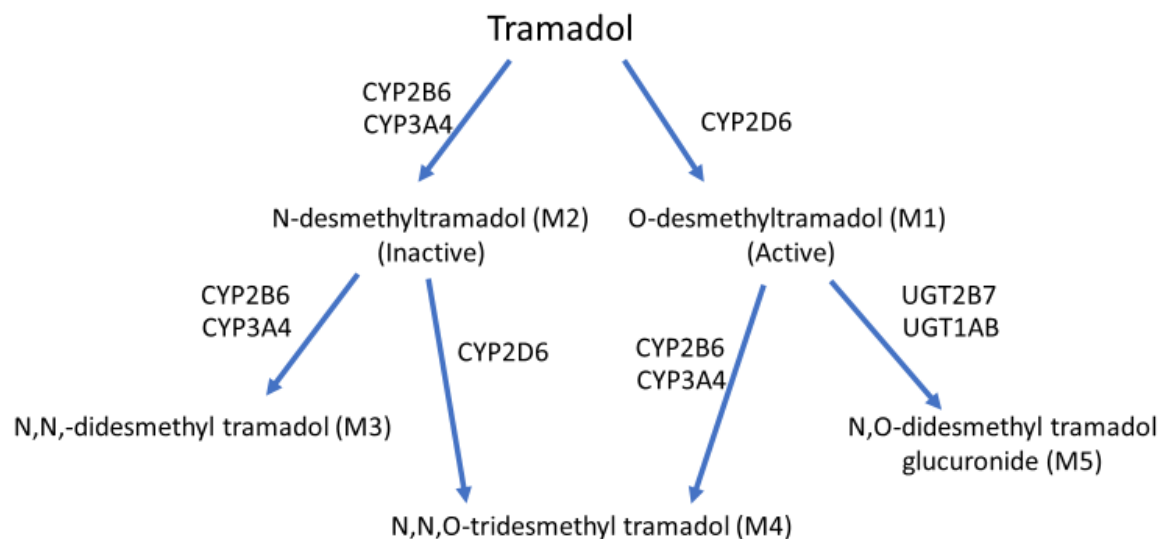 Tramadol
CYP2B6
CYP3A4
CYP2D6
N-desmethyltramadol (M2)
(Inactive)
O-desmethyltramadol (M1)
(Active)
CYP2B6
CYP3A4
CYP2D6
CYP2B6
CYP3A4
UGT2B7
UGT1AB
N,N,-didesmethyl tramadol (M3)
N,O-didesmethyl tramadol
glucuronide (M5)
N,N,O-tridesmethyl tramadol (M4)